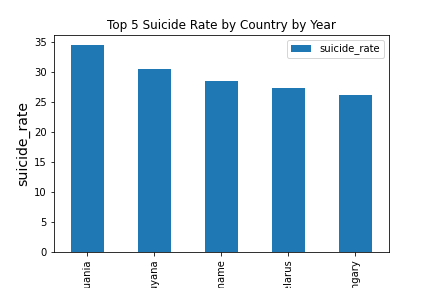 Top 5 Suicide Rate by Country by Year
suicide_rate
suicide_rate
35
30
25
20
15
10
5
0
uania
yana
name
elarus
ngary